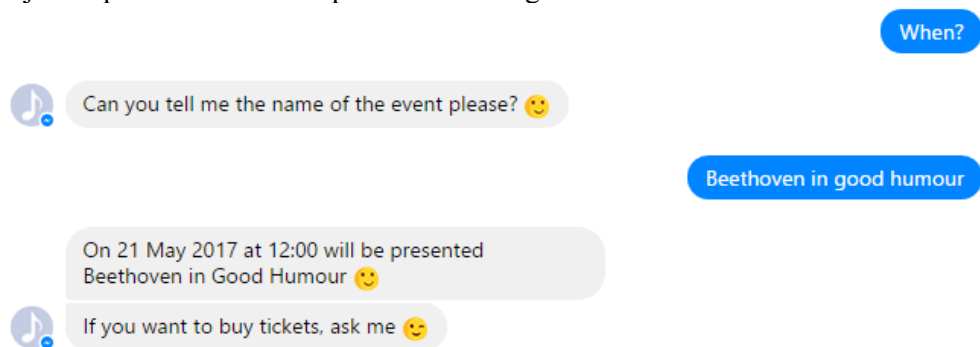 When?
Can you tell me the name of the event please? 🙂
Beethoven in good humour
On 21 May 2017 at 12:00 will be presented
Beethoven in Good Humour 🙂
If you want to buy tickets, ask me 😉